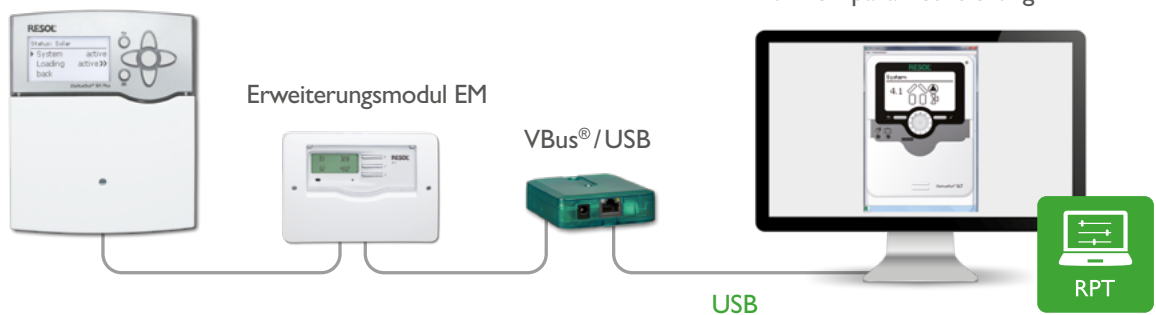 RESOL
Status: Solar
System active
Loading active
back
Erweiterungsmodul EM
RESOL
VBus® / USB
RESOL
System
4.1
USB
RPT